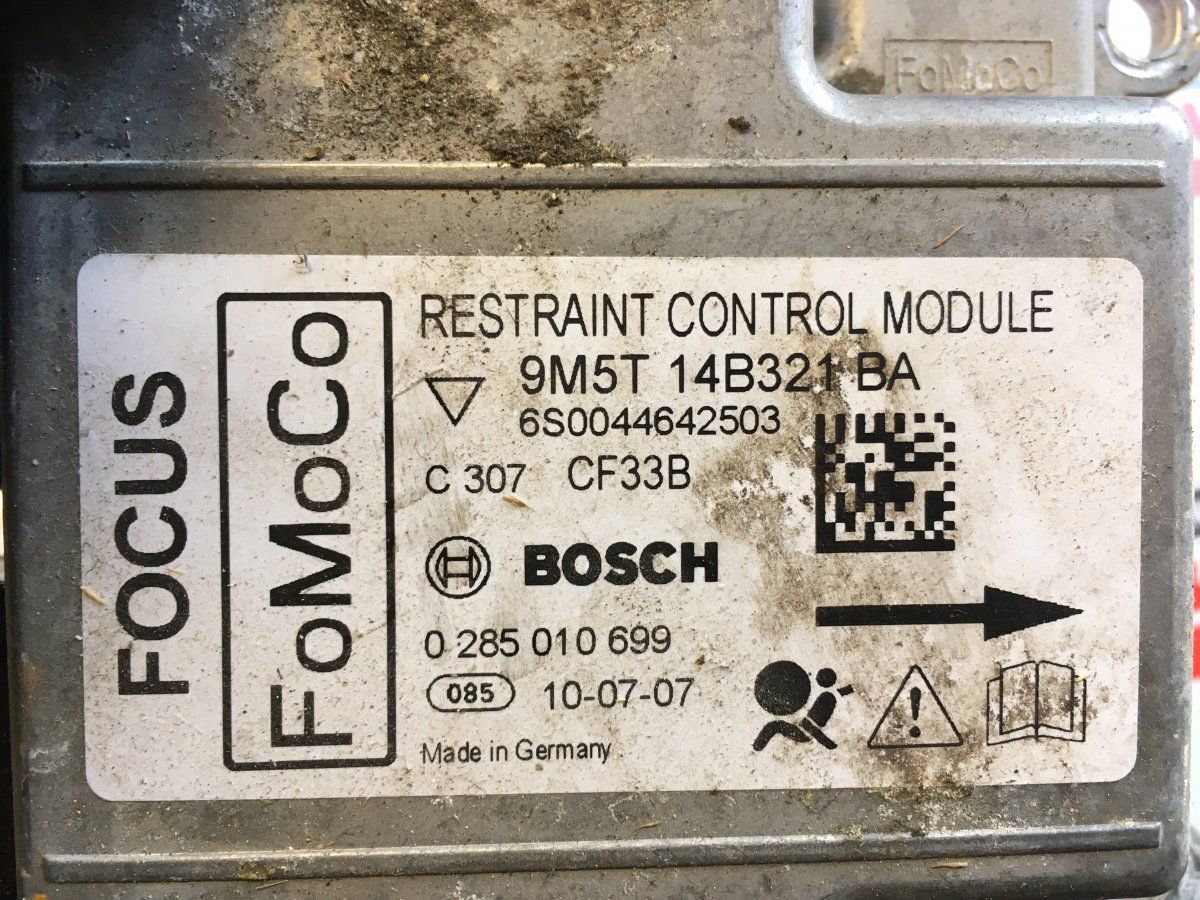 FoMoCo
FOCUS
FoMoCo
RESTRAINT CONTROL MODULE
9M5T 14B321 BA
6S0044642503
C 307 CF33B
BOSCH
0 285 010 699
085 10-07-07
Made in Germany